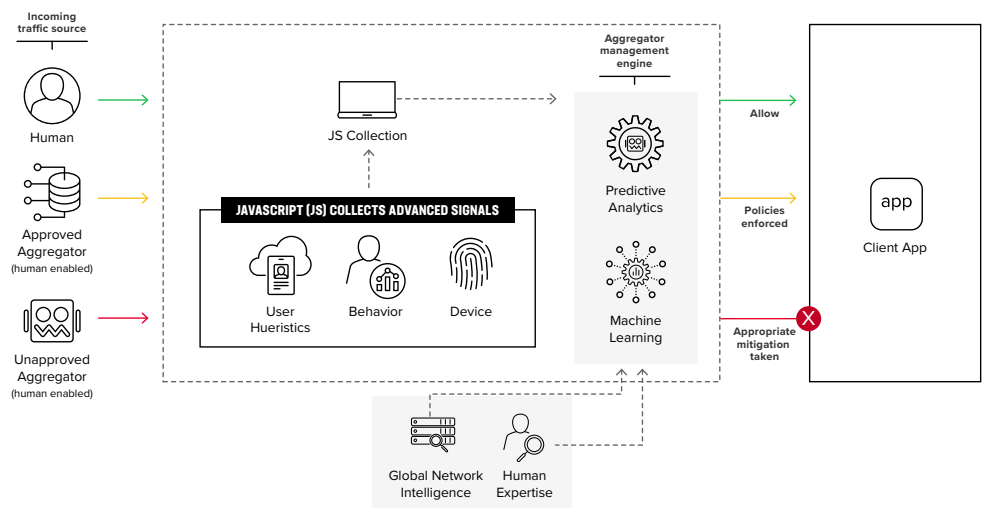 Incoming
traffic source
Human
Approved
Aggregator
(human enabled)
Unapproved
Aggregator
(human enabled)
JS Collection
JAVASCRIPT (JS) COLLECTS ADVANCED SIGNALS
User
Hueristics
Behavior
Device
Aggregator
management
engine
Predictive
Analytics
Machine
Learning
Global Network
Intelligence
Human
Expertise
Allow
Policies
enforced
X
Appropriate
mitigation
taken
app
Client App